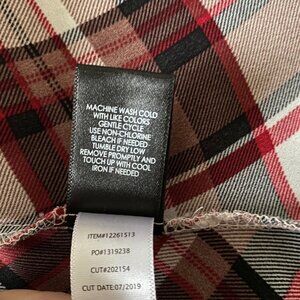 MACHINE WASH COLD
WITH LIKE COLORS
GENTLE CYCLE
USE NON-CHLORINE
BLEACH IF NEEDED
TUMBLE DRY LOW
REMOVE PROMPTLY AND
TOUCH UP WITH COOL
IRON IF NEEDED
ITEM#12261513
PO#1319238
CUT#202154
CUT DATE:07/2019